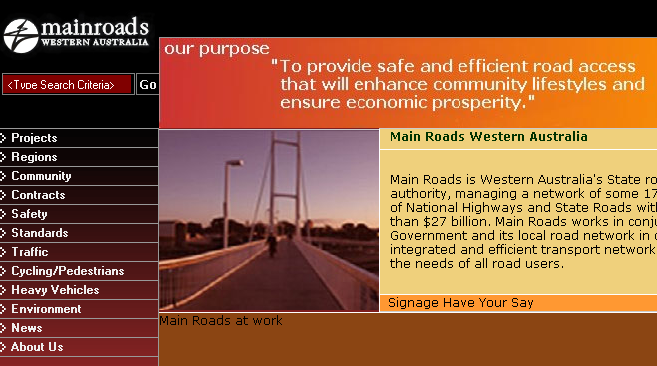 mainroads
WESTERN AUSTRALIA
our purpose
"To provide safe and efficient road access
that will enhance community lifestyles and
ensure economic prosperity."
<Type Search Criteria> Go
Projects
Regions
Community
Contracts
Safety
Standards
Traffic
Cycling/Pedestrians
Heavy Vehicles
Environment
News
About Us
Main Roads Western Australia
Main Roads is Western Australia's State ro
authority, managing a network of some 17
of National Highways and State Roads wit
than $27 billion. Main Roads works in conj
Government and its local road network in
integrated and efficient transport network
the needs of all road users.
Signage Have Your Say
Main Roads at work